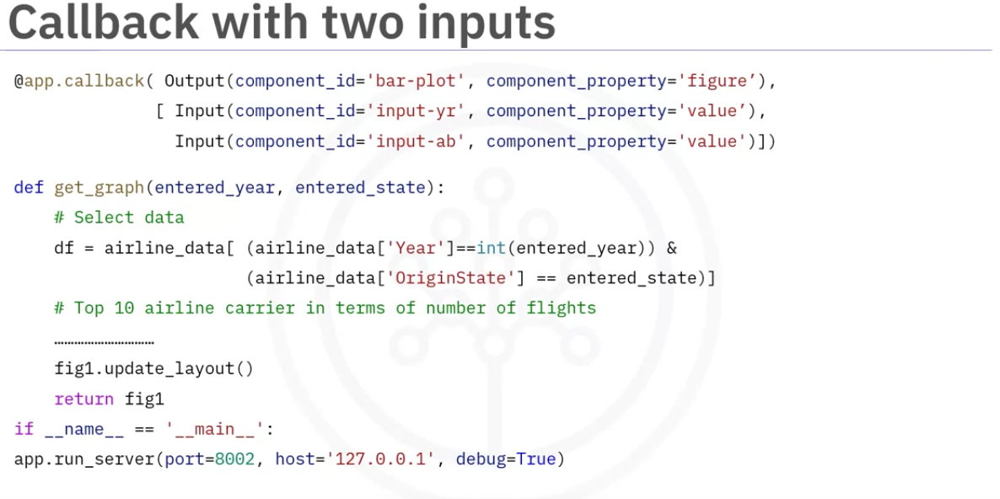 Callback with two inputs
@app.callback( Output(component_id='bar-plot', component_property='figure’),
[ Input(component_id='input-yr', component_property='value’),
Input(component_id='input-ab', component_property='value')])
def get_graph(entered_year, entered_state):
# Select data
df = airline_data[ (airline_data['Year']==int(entered_year)) &
(airline_data['OriginState'] == entered_state)]
# Top 10 airline carrier in terms of number of flights
…………………………
fig1.update_layout()
return fig1
if __name__ == '__main__':
app.run_server(port=8002, host='127.0.0.1', debug=True)